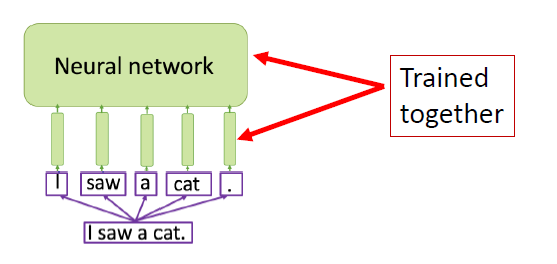 Neural network
Trained
together
I saw a cat .
I saw a cat.